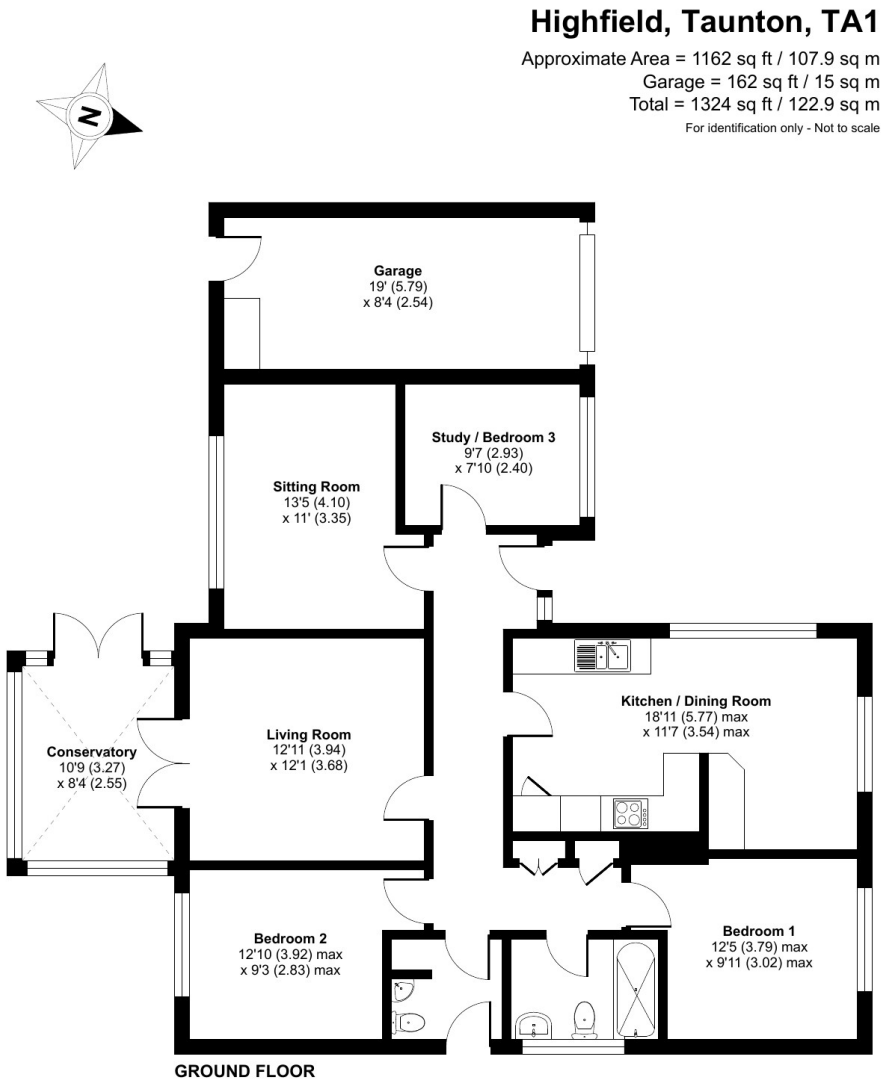 Highfield, Taunton, TA1
Approximate Area = 1162 sq ft / 107.9 sq m
Garage = 162 sq ft / 15 sq m
Total = 1324 sq ft / 122.9 sq m
For identification only - Not to scale
N
Garage
19' (5.79)
x 8'4 (2.54)
Study / Bedroom 3
9'7 (2.93)
x 7'10 (2.40)
Sitting Room
13'5 (4.10)
x 11' (3.35)
Kitchen / Dining Room
18'11 (5.77) max
x 11'7 (3.54) max
Living Room
12'11 (3.94)
x 12'1 (3.68)
Conservatory
10'9 (3.27)
x 8'4 (2.55)
Bedroom 2
12'10 (3.92) max
x 9'3 (2.83) max
Bedroom 1
12'5 (3.79) max
x 9'11 (3.02) max
GROUND FLOOR